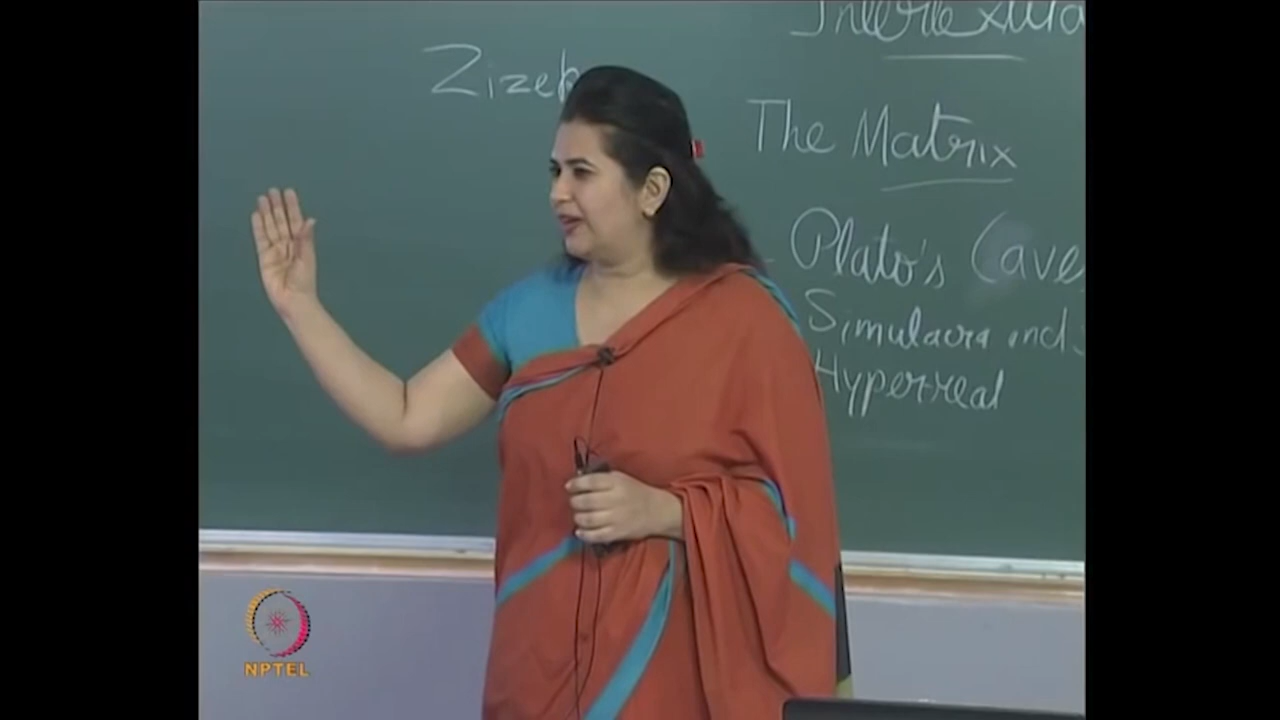 Zizek
The Matrix
Plato's Cave
Simulacra and
Hyperreal
NPTEL